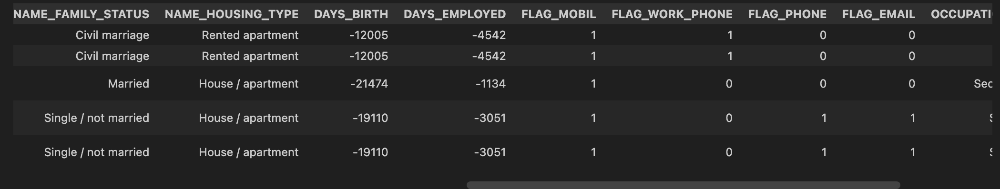 NAME_FAMILY_STATUS NAME_HOUSING_TYPE DAYS_BIRTH DAYS_EMPLOYED FLAG_MOBIL FLAG_WORK_PHONE FLAG_PHONE FLAG_EMAIL OCCUPATI
Civil marriage Rented apartment -12005 -4542 1 1 0 0
Civil marriage Rented apartment -12005 -4542 1 1 0 0
Married House / apartment -21474 -1134 1 0 0 0 Sec
Single / not married House / apartment -19110 -3051 1 0 1 1
Single / not married House / apartment -19110 -3051 1 0 1 1